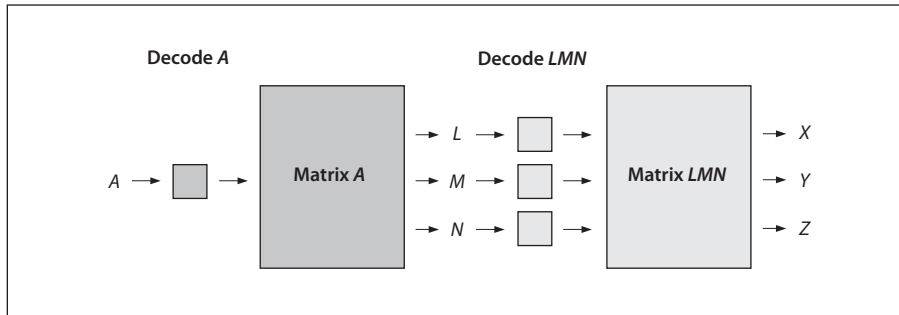 Decode A Decode LMN
L X
A Matrix A M Matrix LMN Y
N Z